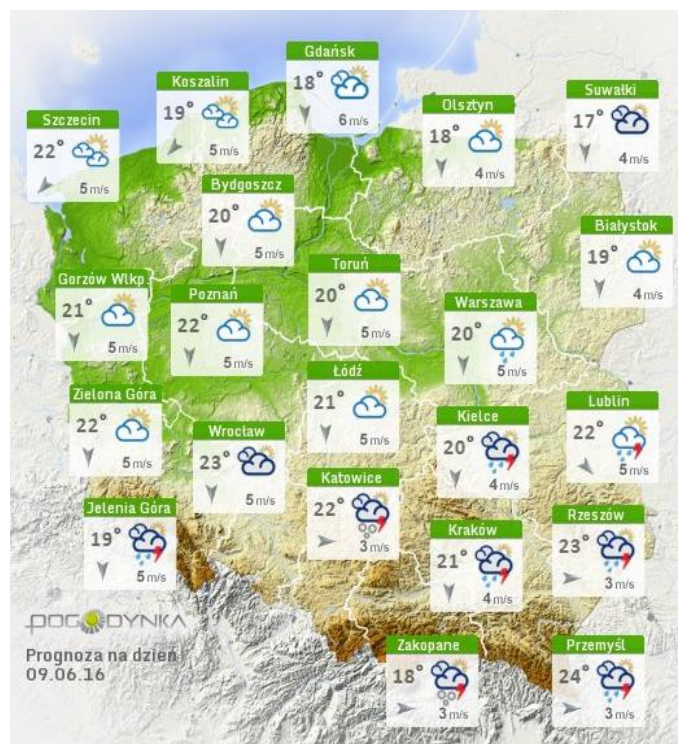 Gdańsk
18°
6 m/s
Koszalin
19°
5 m/s
Suwałki
17°
4 m/s
Olsztyn
18°
4 m/s
Szczecin
22°
5 m/s
Bydgoszcz
20°
5 m/s
Białystok
19°
4 m/s
Toruń
20°
5 m/s
Gorzów Wlkp
21°
5 m/s
Poznań
22°
5 m/s
Warszawa
20°
5 m/s
Łódź
21°
5 m/s
Zielona Góra
22°
5 m/s
Lublin
22°
5 m/s
Kielce
20°
4 m/s
Wrocław
23°
5 m/s
Katowice
22°
3 m/s
Jelenia Góra
19°
5 m/s
Rzeszów
23°
3 m/s
Kraków
21°
4 m/s
POGODYNKA
Prognoza na dzień
09.06.16
Zakopane
18°
3 m/s
Przemyśl
24°
3 m/s